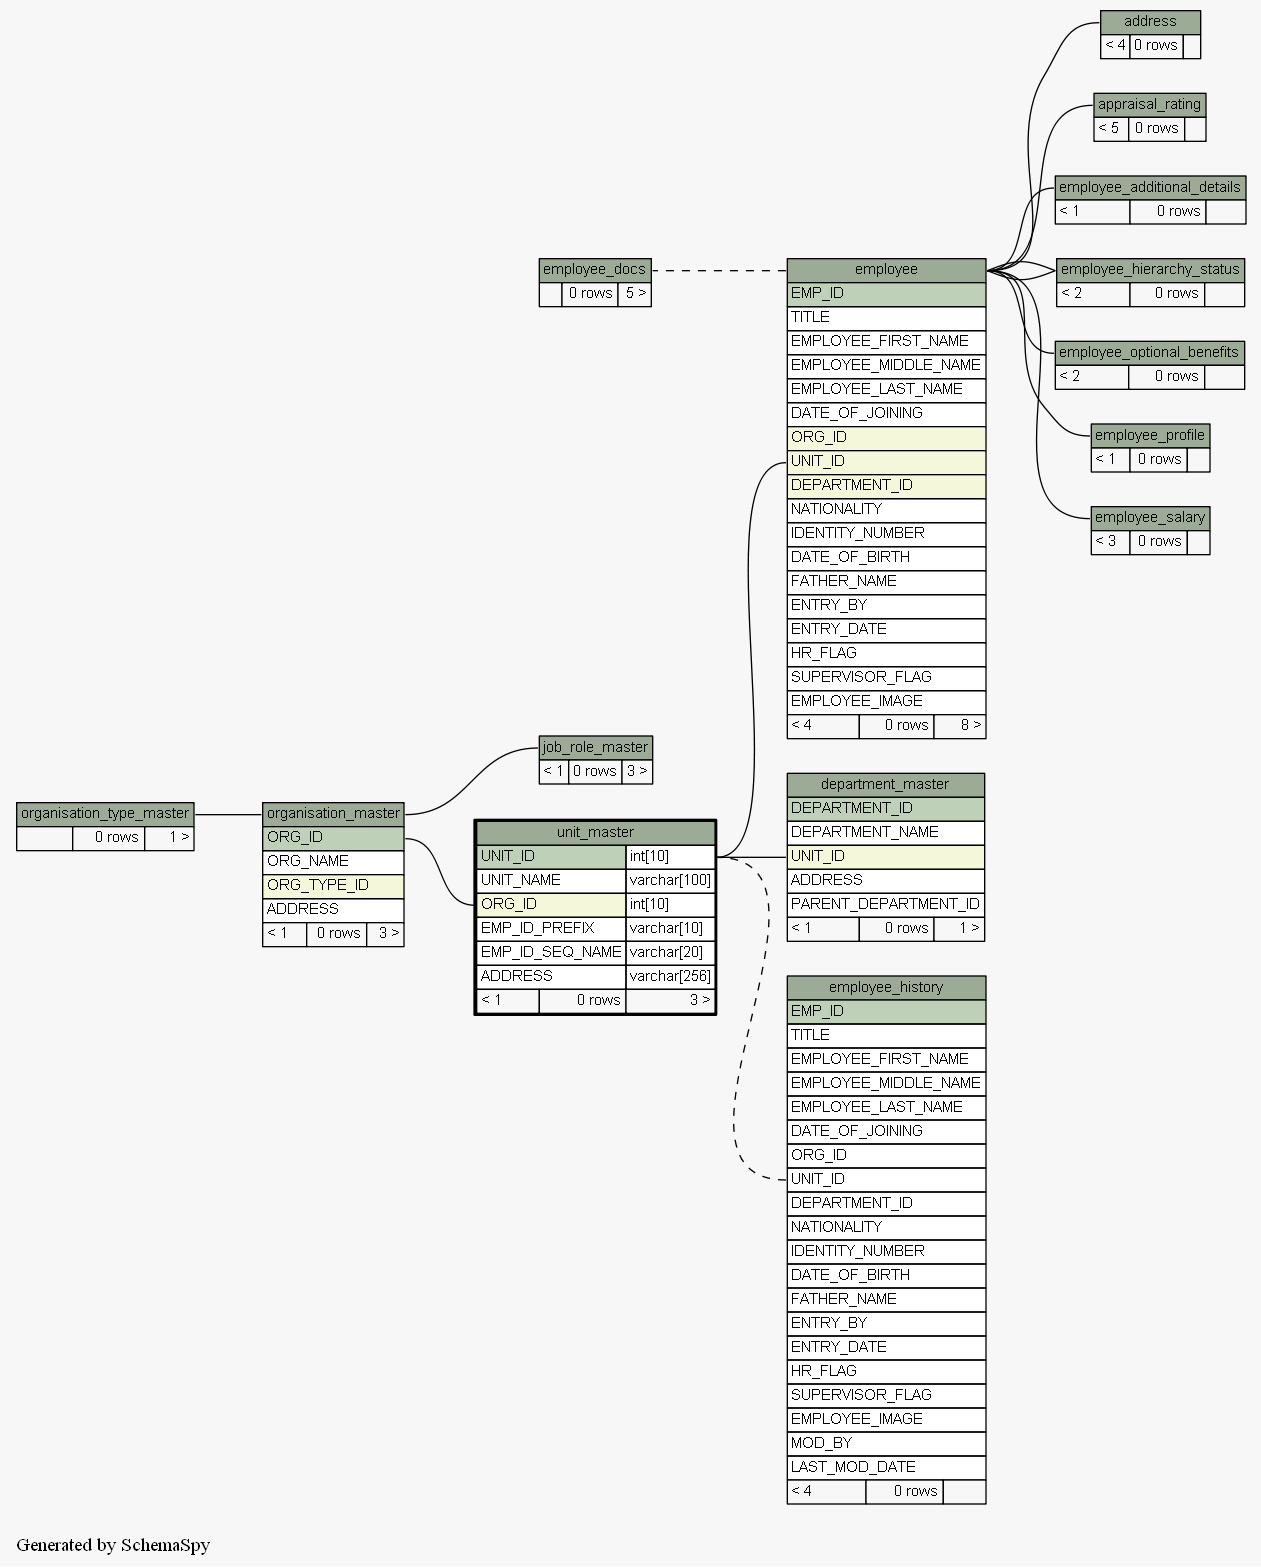 address
< 4 0 rows
appraisal_rating
< 5 0 rows
employee_additional_details
< 1 0 rows
employee_hierarchy_status
< 2 0 rows
employee_optional_benefits
< 2 0 rows
employee_profile
< 1 0 rows
employee_salary
< 3 0 rows
employee_docs
0 rows 5 >
employee
EMP_ID
TITLE
EMPLOYEE_FIRST_NAME
EMPLOYEE_MIDDLE_NAME
EMPLOYEE_LAST_NAME
DATE_OF_JOINING
ORG_ID
UNIT_ID
DEPARTMENT_ID
NATIONALITY
IDENTITY_NUMBER
DATE_OF_BIRTH
FATHER_NAME
ENTRY_BY
ENTRY_DATE
HR_FLAG
SUPERVISOR_FLAG
EMPLOYEE_IMAGE
< 4 0 rows 8 >
job_role_master
< 1 0 rows 3 >
organisation_type_master
0 rows 1 >
organisation_master
ORG_ID
ORG_NAME
ORG_TYPE_ID
ADDRESS
< 1 0 rows 3 >
unit_master
UNIT_ID int[10]
UNIT_NAME varchar[100]
ORG_ID int[10]
EMP_ID_PREFIX varchar[10]
EMP_ID_SEQ_NAME varchar[20]
ADDRESS varchar[256]
< 1 0 rows 3 >
department_master
DEPARTMENT_ID
DEPARTMENT_NAME
UNIT_ID
ADDRESS
PARENT_DEPARTMENT_ID
< 1 0 rows 1 >
employee_history
EMP_ID
TITLE
EMPLOYEE_FIRST_NAME
EMPLOYEE_MIDDLE_NAME
EMPLOYEE_LAST_NAME
DATE_OF_JOINING
ORG_ID
UNIT_ID
DEPARTMENT_ID
NATIONALITY
IDENTITY_NUMBER
DATE_OF_BIRTH
FATHER_NAME
ENTRY_BY
ENTRY_DATE
HR_FLAG
SUPERVISOR_FLAG
EMPLOYEE_IMAGE
MOD_BY
LAST_MOD_DATE
< 4 0 rows
Generated by SchemaSpy